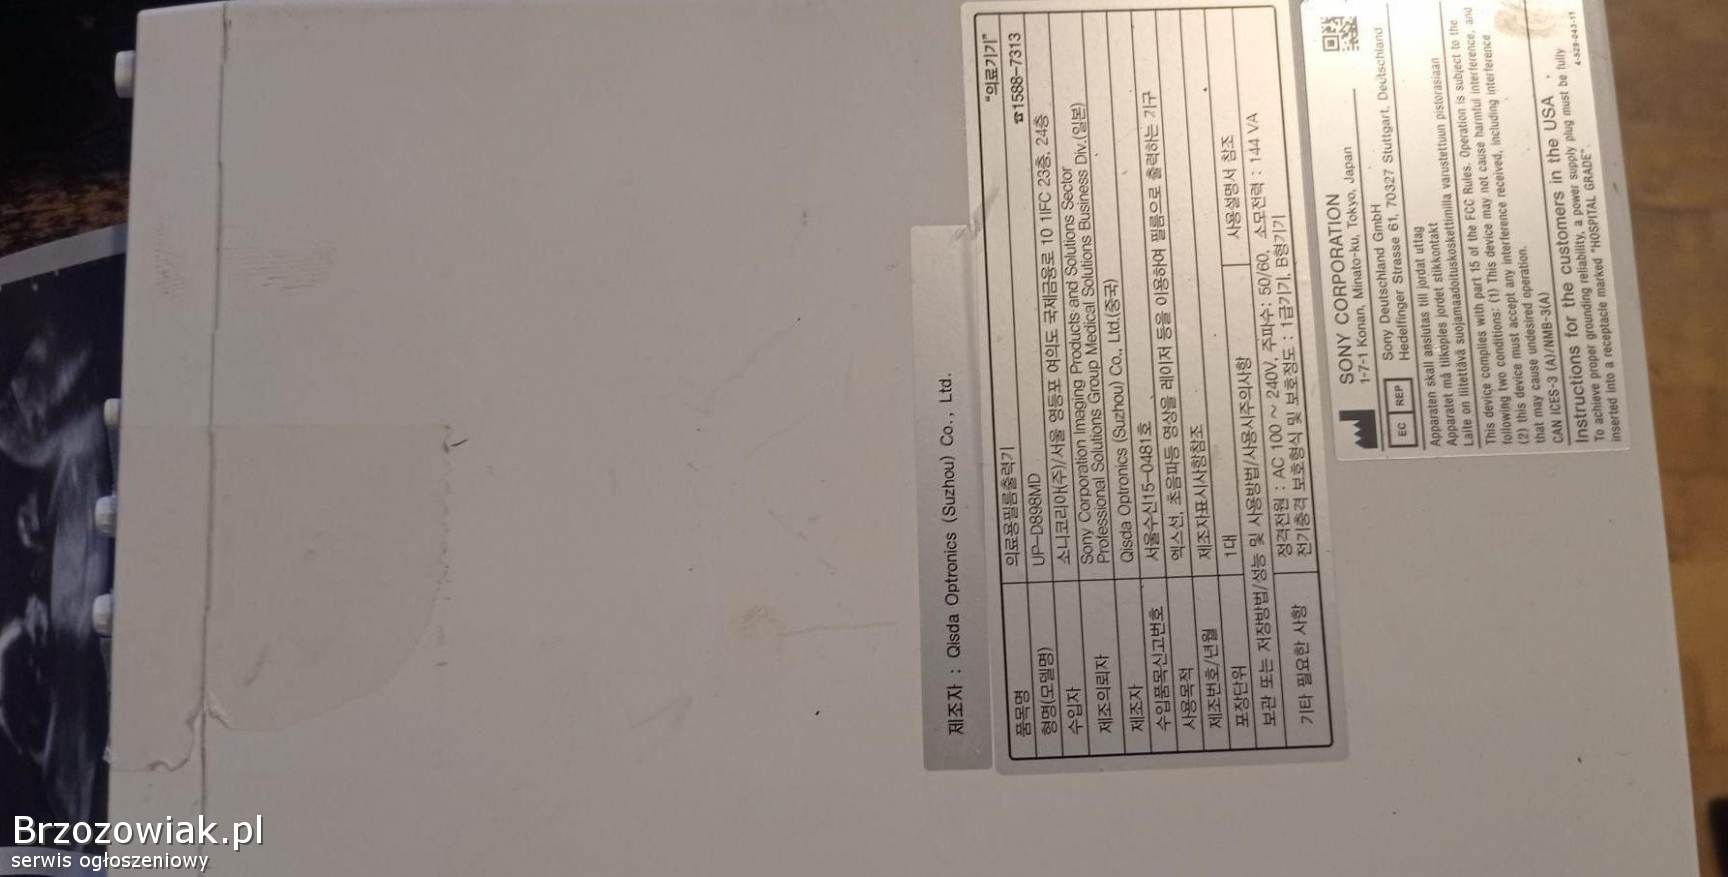 제조자 : Qisda Optronics (Suzhou) Co., Ltd.
"의료기기"
품목명 의료용필름출력기 ☎1588-7313
형명(모델명) UP-D898MD
수입자 소니코리아(주)/서울 영등포 여의도 국제금융로 10 1IFC 23층, 24층
제조의뢰자 Sony Corporation Imaging Products and Solutions Sector
Professional Solutions Group Medical Solutions Business Div.(일본)
제조자 Qisda Optronics (Suzhou) Co., Ltd.(중국)
수입품목신고번호 서울수신15-0481호
사용목적 엑스선, 초음파등 영상을 레이저 등을 이용하여 필름으로 출력하는 기구
제조번호/년월 제조자표시사항참조
포장단위 1대
보관 또는 저장방법/성능 및 사용방법/사용시주의사항 사용설명서 참조
기타 필요한 사항 정격전원 : AC 100 ~ 240V, 주파수 : 50/60, 소모전력 : 144 VA
전기충격 보호형식 및 보호정도 : 1급기기, B형기기
SONY CORPORATION
1-7-1 Konan, Minato-ku, Tokyo, Japan
EC REP Sony Deutschland GmbH
Hedelfinger Strasse 61, 70327 Stuttgart, Deutschland
Apparaten skall anslutas till jordat uttag
Apparatet må tilkoples jordet stikkontakt
Laite on liitettävä suojamaadoituskoskettimilla varustettuun pistorasiaan
This device complies with part 15 of the FCC Rules. Operation is subject to the
following two conditions: (1) This device may not cause harmful interference, and
(2) this device must accept any interference received, including interference
that may cause undesired operation.
CAN ICES-3 (A)/NMB-3(A)
Instructions for the customers in the USA
To achieve proper grounding reliability, a power supply plug must be fully
inserted into a receptacle marked "HOSPITAL GRADE".
4-529-043-11
Brzozowiak.pl
serwis ogłoszeniowy